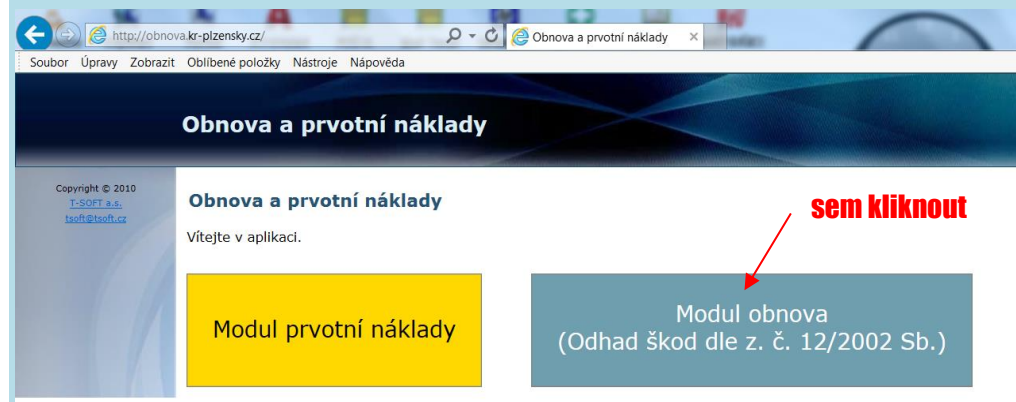 http://obnova.kr-plzensky.cz/
Obnova a prvotní náklady
Soubor Úpravy Zobrazit Oblíbené položky Nástroje Nápověda
Obnova a prvotní náklady
Copyright © 2010
T-SOFT a.s.
tsoft@tsoft.cz
Obnova a prvotní náklady
Vítejte v aplikaci.
sem kliknout
Modul prvotní náklady
Modul obnova
(Odhad škod dle z. č. 12/2002 Sb.)